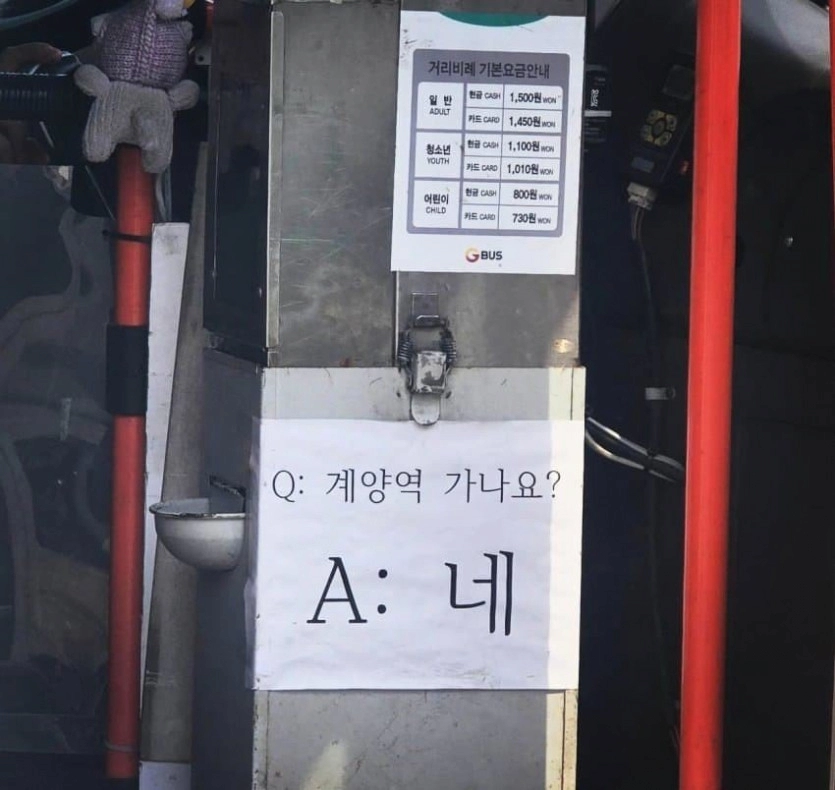 거리비례 기본요금안내
일 반 ADULT
현금 CASH 1,500원 WON
카드 CARD 1,450원 WON
청소년 YOUTH
현금 CASH 1,100원 WON
카드 CARD 1,010원 WON
어린이 CHILD
현금 CASH 800원 WON
카드 CARD 730원 WON
G BUS
Q: 계양역 가나요?
A: 네